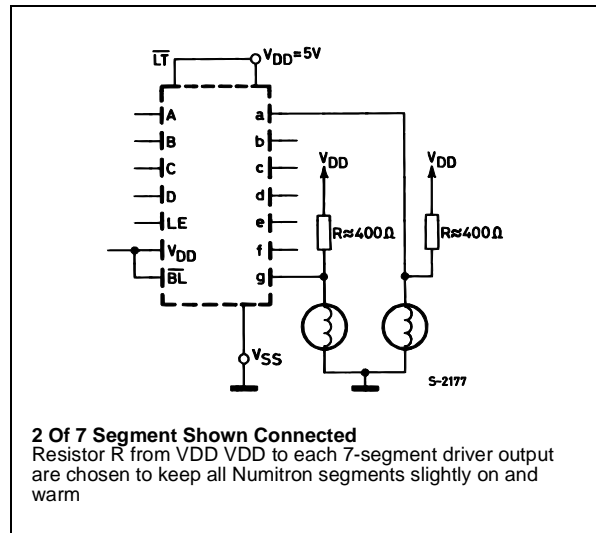 LT VDD=5V
A a
B b
C c VDD VDD
D d
LE e R≈400Ω R≈400Ω
VDD f
BL g
VSS
S-2177
2 Of 7 Segment Shown Connected
Resistor R from VDD VDD to each 7-segment driver output
are chosen to keep all Numitron segments slightly on and
warm